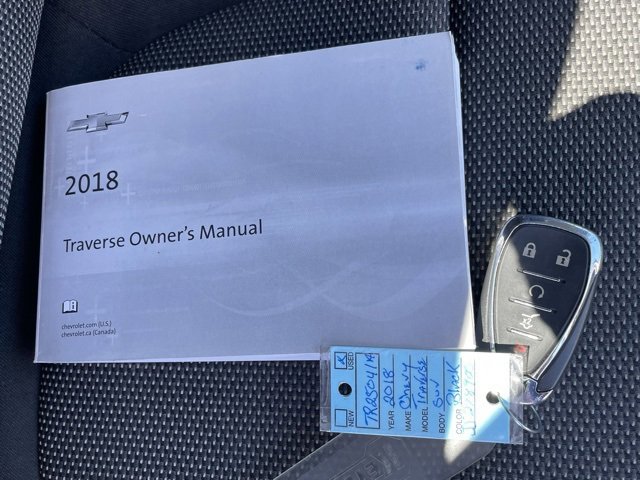 2018
Traverse Owner's Manual
chevrolet.com (U.S.)
chevrolet.ca (Canada)
NEW USED
YEAR 2018
MAKE Chevy
MODEL Traverse
BODY SUV
COLOR Black